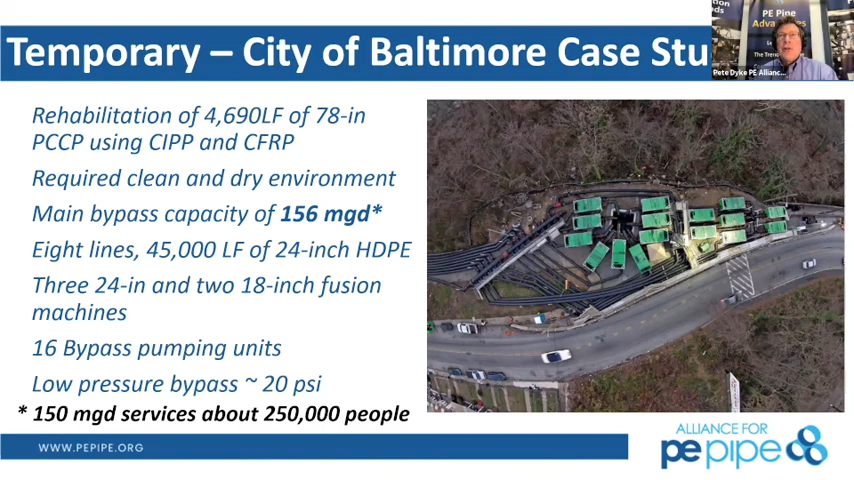 Temporary – City of Baltimore Case Stu
PE Pipe
Pete Dyke PE Allianc...
Rehabilitation of 4,690LF of 78-in
PCCP using CIPP and CFRP
Required clean and dry environment
Main bypass capacity of 156 mgd*
Eight lines, 45,000 LF of 24-inch HDPE
Three 24-in and two 18-inch fusion
machines
16 Bypass pumping units
Low pressure bypass ~ 20 psi
* 150 mgd services about 250,000 people
WWW.PEPIPE.ORG
ALLIANCE FOR
pepipe